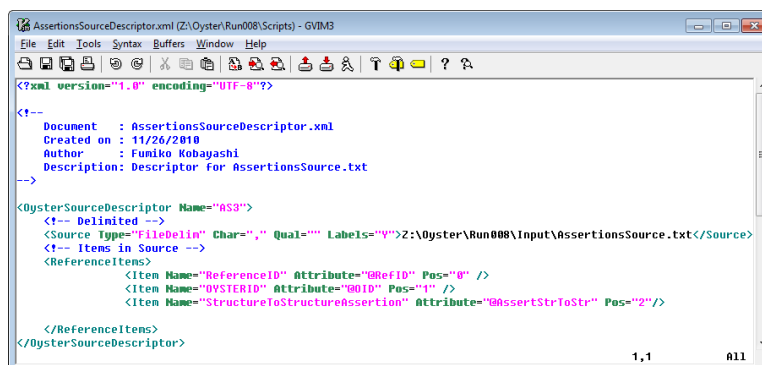 AssertionsSourceDescriptor.xml (Z:\Oyster\Run008\Scripts) - GVIM3
File Edit Tools Syntax Buffers Window Help
<?xml version="1.0" encoding="UTF-8"?>
<!--
Document : AssertionsSourceDescriptor.xml
Created on : 11/26/2010
Author : Fumiko Kobayashi
Description: Descriptor for AssertionsSource.txt
-->
<OysterSourceDescriptor Name="AS3">
<!-- Delimited -->
<Source Type="FileDelim" Char="," Qual="" Labels="Y">Z:\Oyster\Run008\Input\AssertionsSource.txt</Source>
<!-- Items in Source -->
<ReferenceItems>
<Item Name="ReferenceID" Attribute="@RefID" Pos="0" />
<Item Name="OYSTERID" Attribute="@OID" Pos="1" />
<Item Name="StructureToStructureAssertion" Attribute="@AssertStrToStr" Pos="2"/>
</ReferenceItems>
</OysterSourceDescriptor>
1,1 All